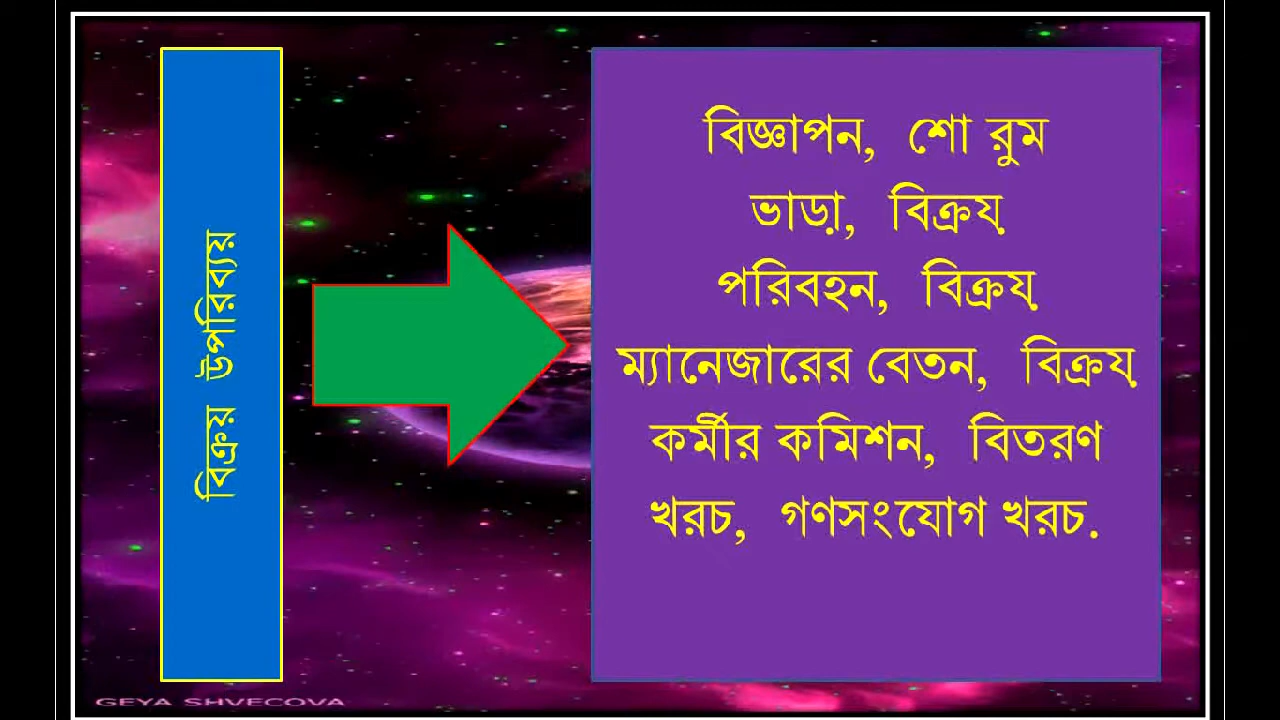 বিক্রয় উপরিব্যয়
বিজ্ঞাপন, শো রুম
ভাড়া, বিক্রয়
পরিবহন, বিক্রয়
ম্যানেজারের বেতন, বিক্রয়
কর্মীর কমিশন, বিতরণ
খরচ, গণসংযোগ খরচ.
GEYA SHVECOVA